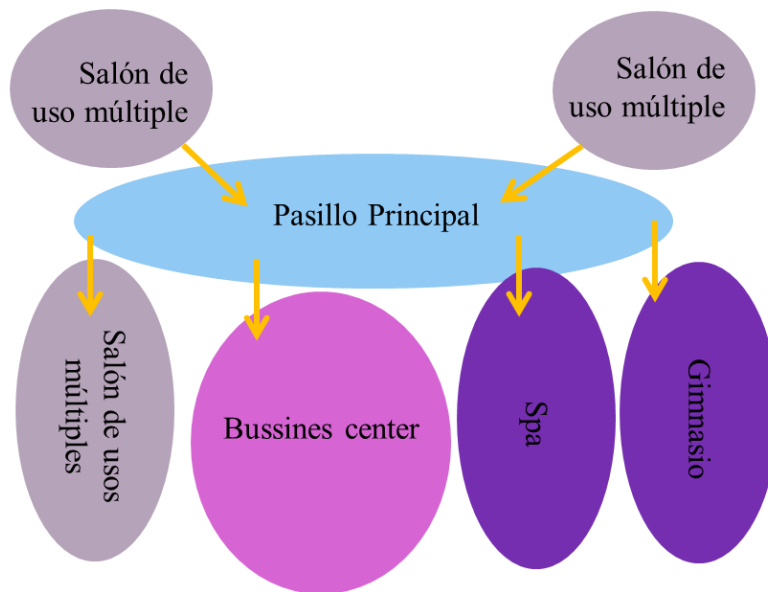 Salón de
uso múltiple
Salón de
uso múltiple
Pasillo Principal
Salón de usos
múltiples
Bussines center
Spa
Gimnasio